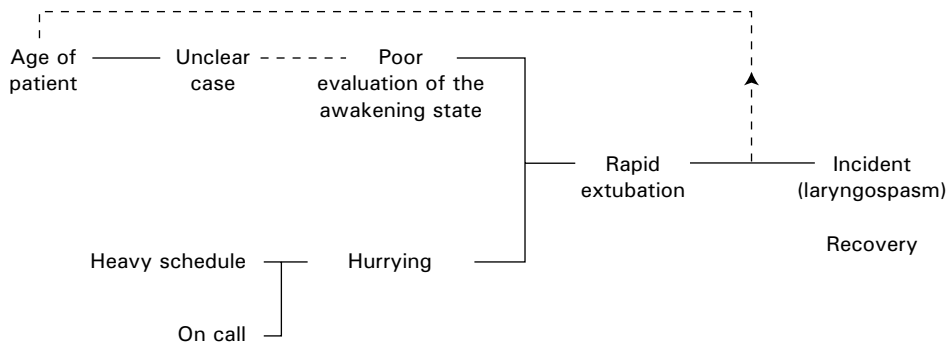 Age of
patient
Unclear
case
Poor
evaluation of the
awakening state
Rapid
extubation
Incident
(laryngospasm)
Recovery
Heavy schedule
Hurrying
On call